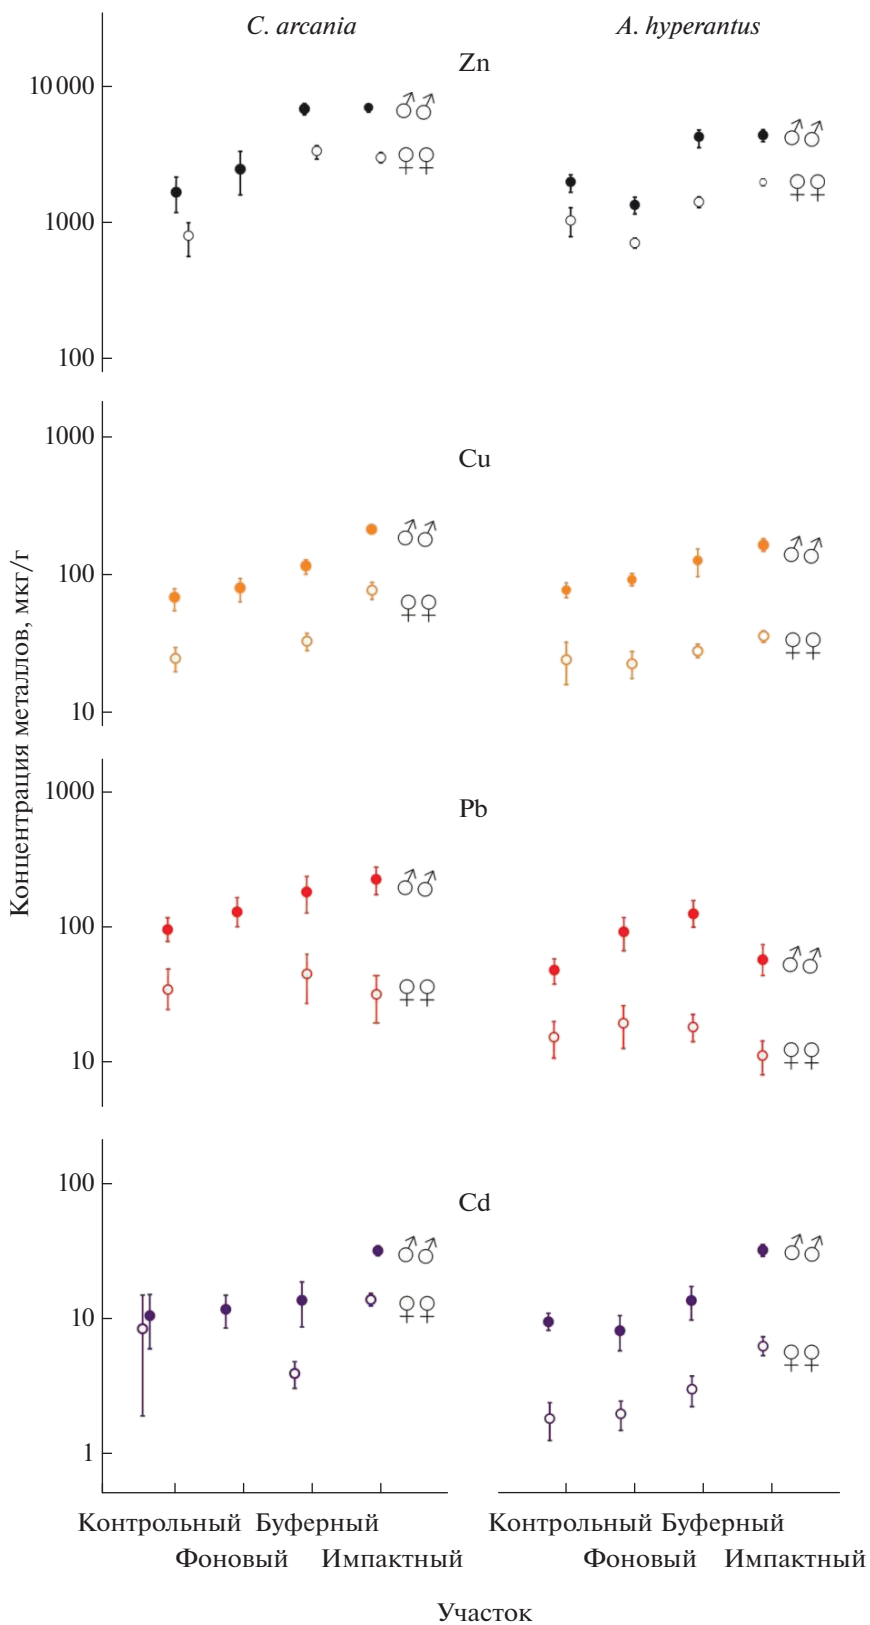 C. arcania
A. hyperantus
Zn
10 000
♂♂
♂♂
♀♀
♀♀
1000
100
1000
Cu
♂♂
♂♂
100
♀♀
♀♀
10
Концентрация металлов, мкг/г
1000
Pb
♂♂
100
♂♂
♀♀
♀♀
10
100
Cd
♂♂
♂♂
10
♀♀
♀♀
1
Контрольный Буферный
Контрольный Буферный
Фоновый Импактный
Фоновый Импактный
Участок